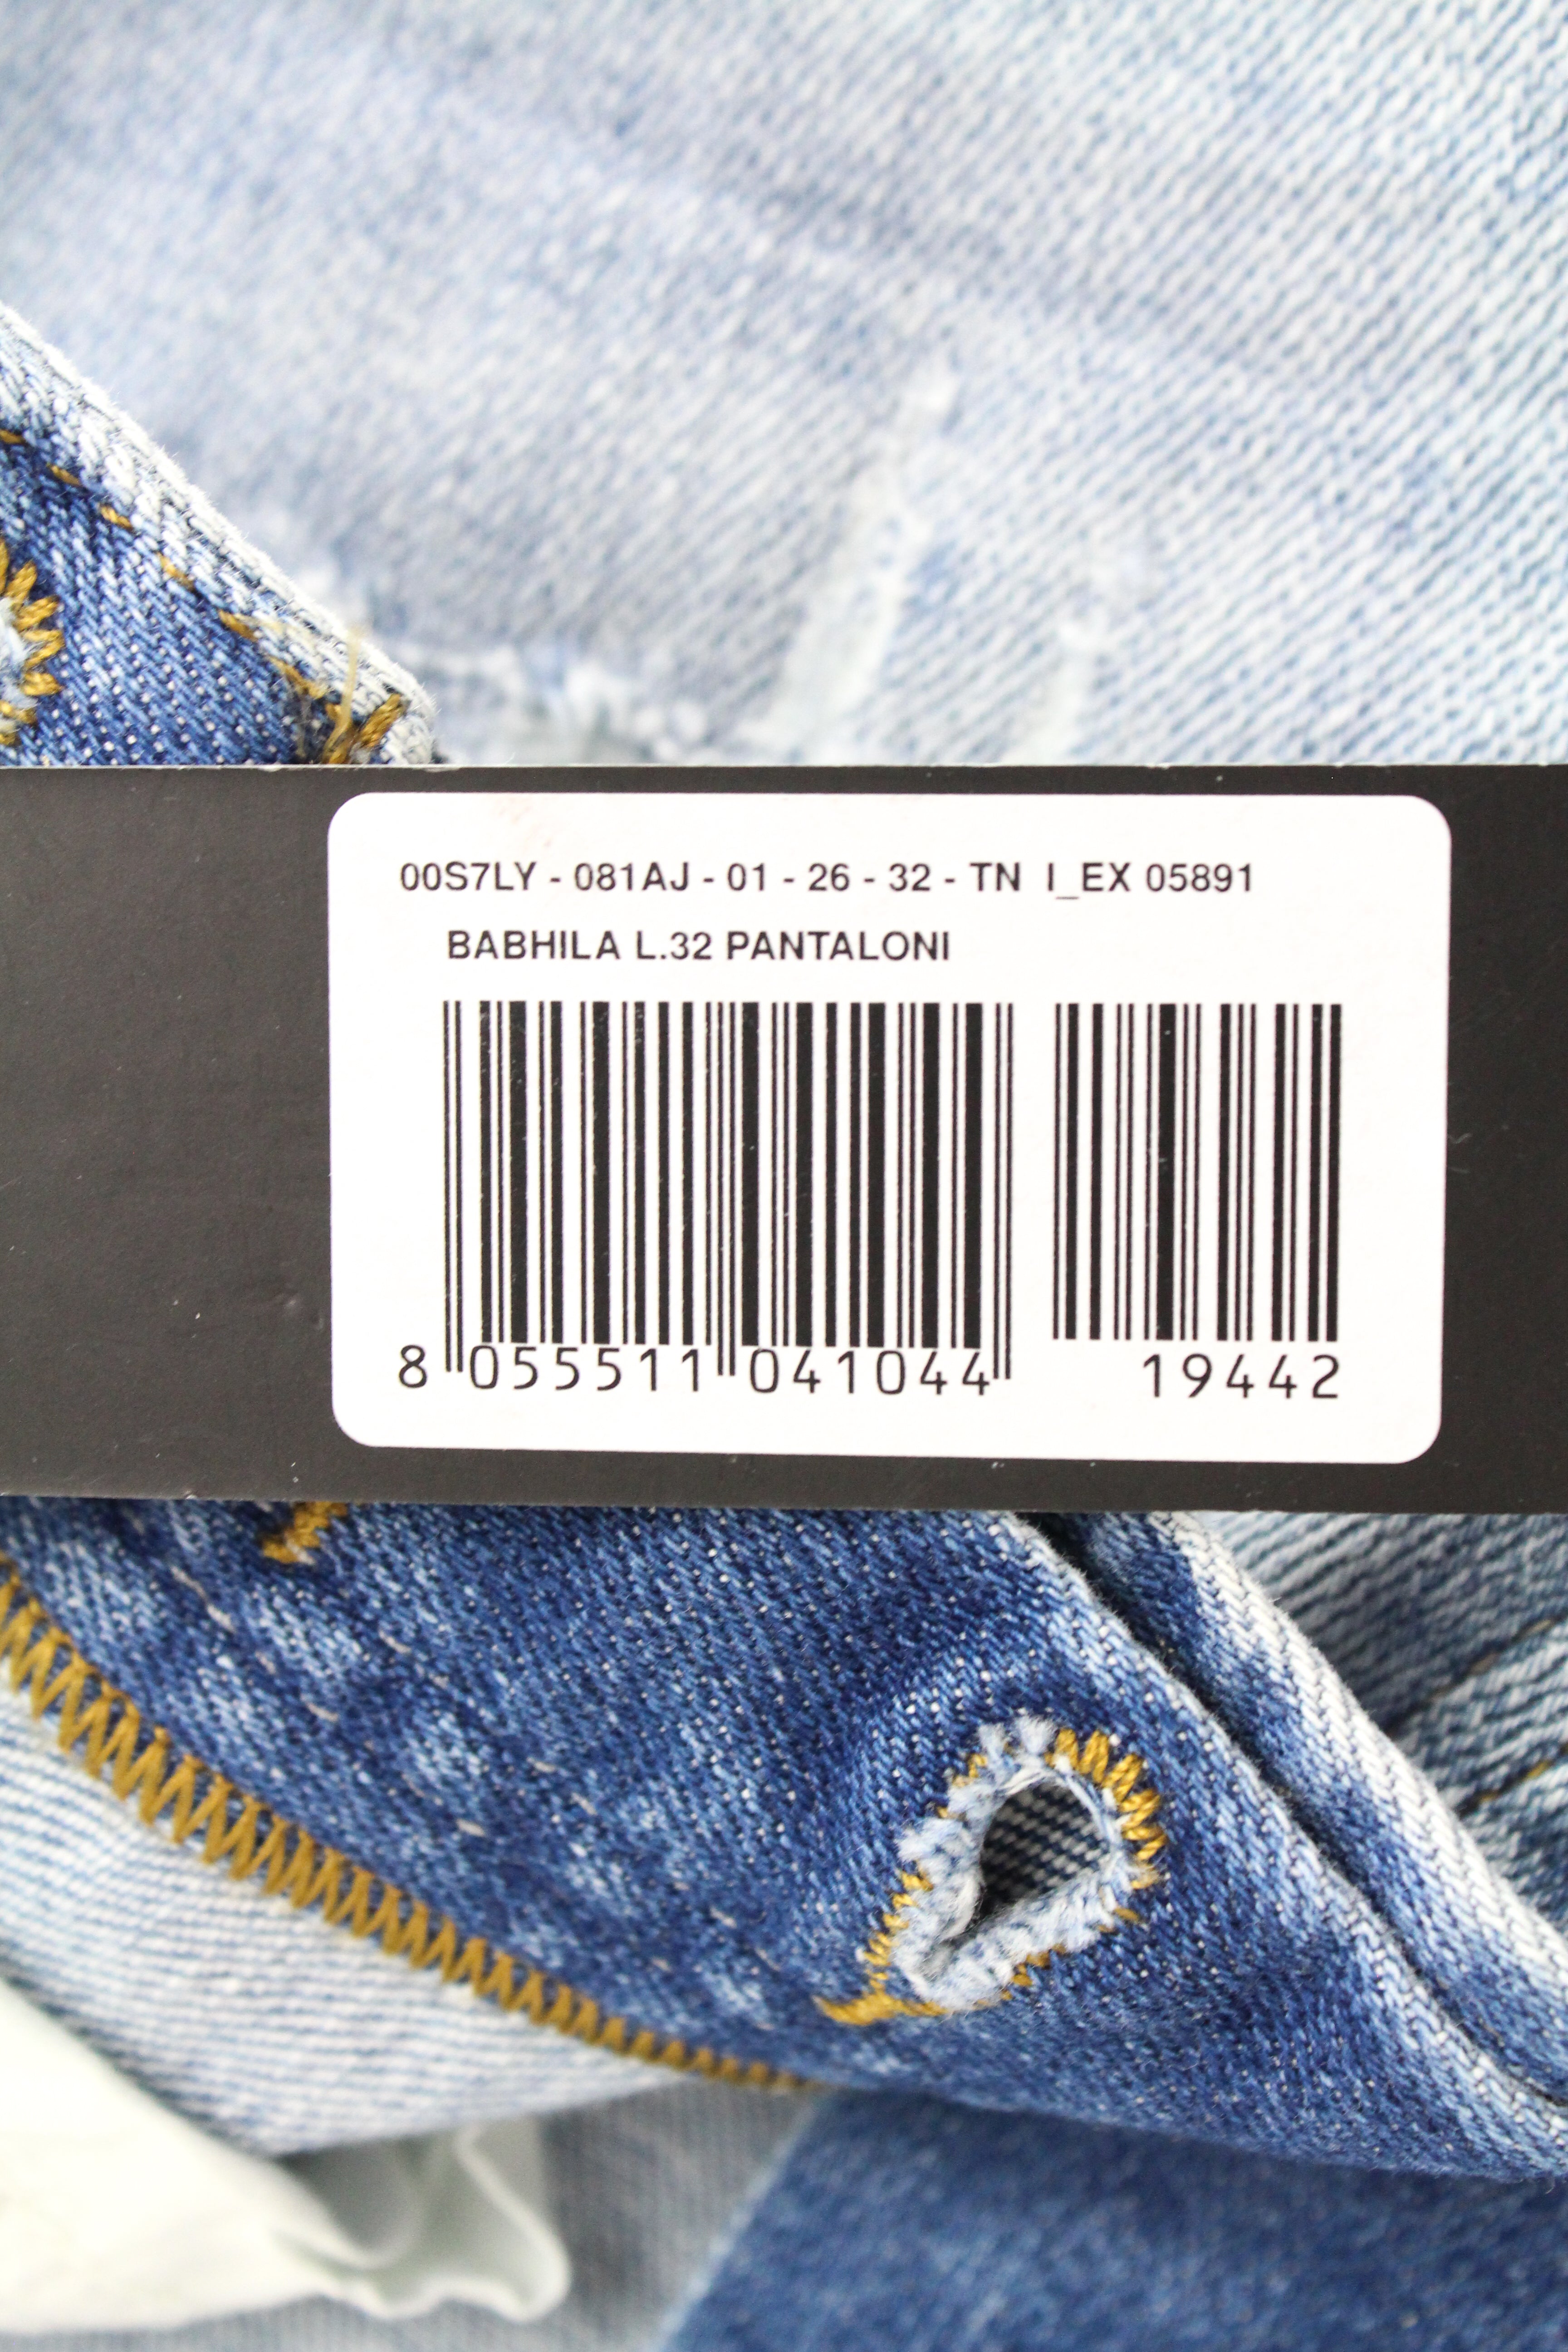 00S7LY - 081AJ - 01 - 26 - 32 - TN I_EX 05891
BABHILA L.32 PANTALONI
8 055511 041044 19442